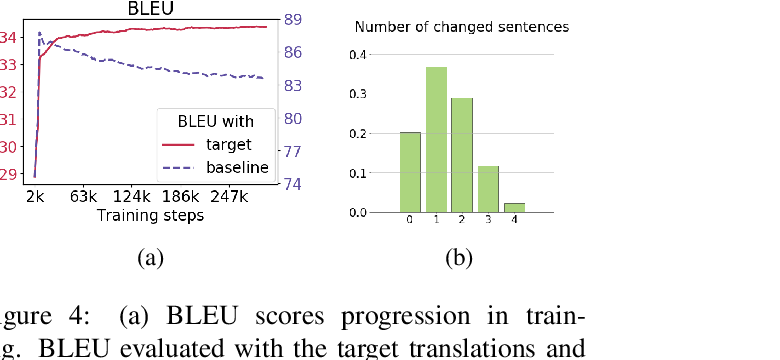 BLEU
34
33
32
31
30
29
89
86
83
80
77
74
BLEU with
target
baseline
2k 63k 124k 186k 247k
Training steps
(a)
Number of changed sentences
0.4
0.3
0.2
0.1
0.0
0 1 2 3 4
(b)
gure 4: (a) BLEU scores progression in train-
g. BLEU evaluated with the target translations and